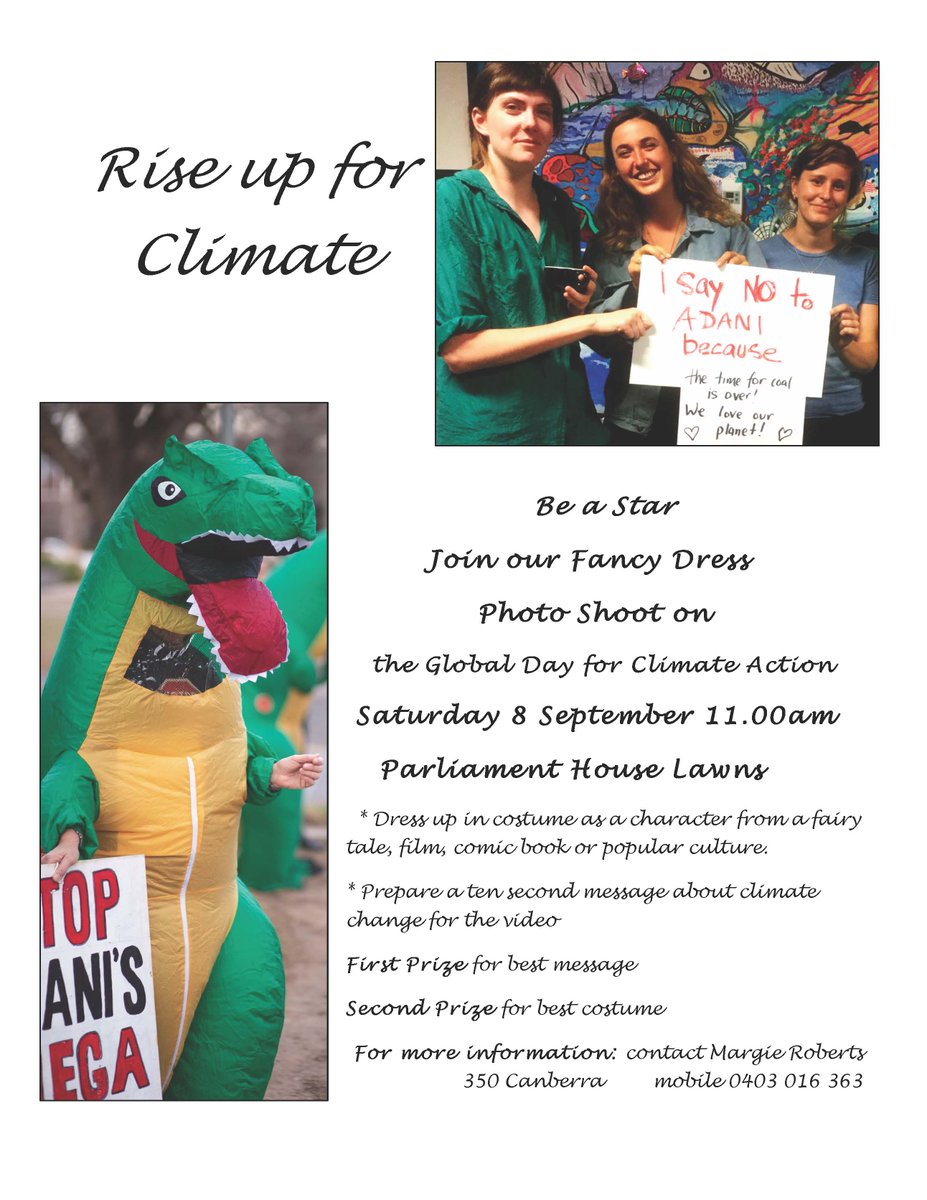 Rise up for
Climate
I say NO to
ADANI
because
the time for coal
is over!
We love our
planet!
Be a Star
Join our Fancy Dress
Photo Shoot on
the Global Day for Climate Action
Saturday 8 September 11.00am
Parliament House Lawns
* Dress up in costume as a character from a fairy
tale, film, comic book or popular culture.
* Prepare a ten second message about climate
change for the video
First Prize for best message
Second Prize for best costume
For more information: contact Margie Roberts
350 Canberra mobile 0403 016 363
TOP
ANI'S
EGA